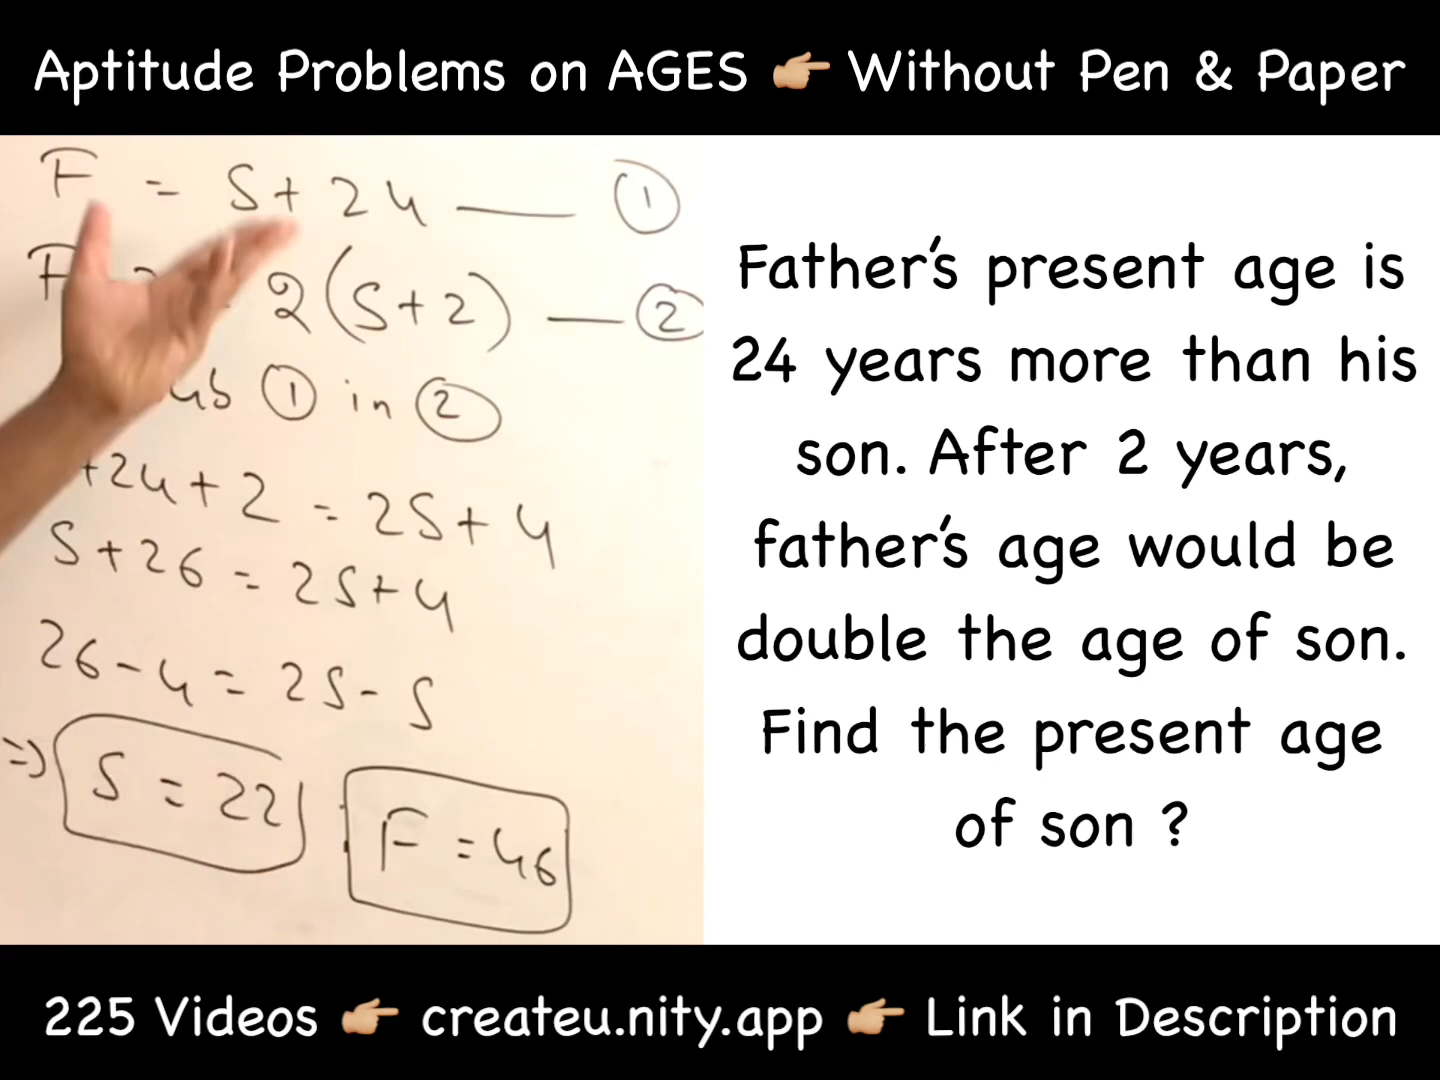 Aptitude Problems on AGES 👉🏼 Without Pen & Paper
F = S+24 — ①
F 2(S+2) — ②
① in ②
+24+2 = 2S+4
S+26 = 2S+4
26-4 = 2S-S
⇒ S = 22
F = 46
Father's present age is
24 years more than his
son. After 2 years,
father's age would be
double the age of son.
Find the present age
of son ?
225 Videos 👉🏼 createu.nity.app 👉🏼 Link in Description